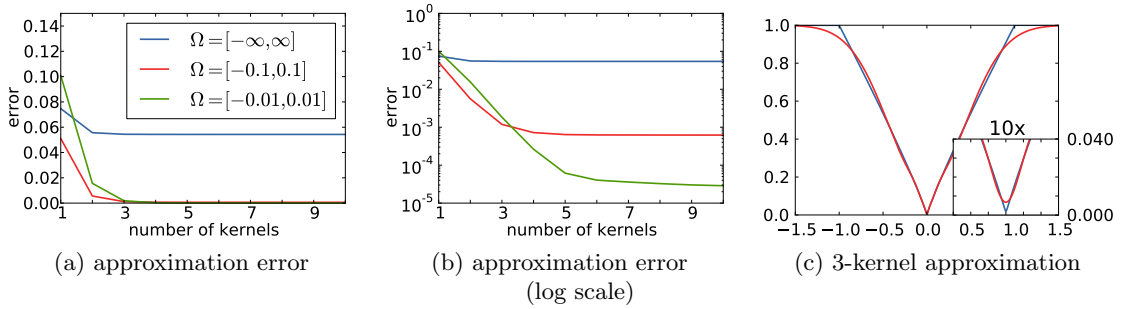 0.14
0.12
0.10
0.08
0.06
0.04
0.02
0.00
error
1 3 5 7 9
number of kernels
Ω=[−∞,∞]
Ω=[−0.1,0.1]
Ω=[−0.01,0.01]
(a) approximation error
10^0
10^-1
10^-2
10^-3
10^-4
10^-5
error
1 3 5 7 9
number of kernels
(b) approximation error
(log scale)
1.0
0.8
0.6
0.4
0.2
0.0
−1.5 −1.0 −0.5 0.0 0.5 1.0 1.5
10x
0.040
0.000
(c) 3-kernel approximation